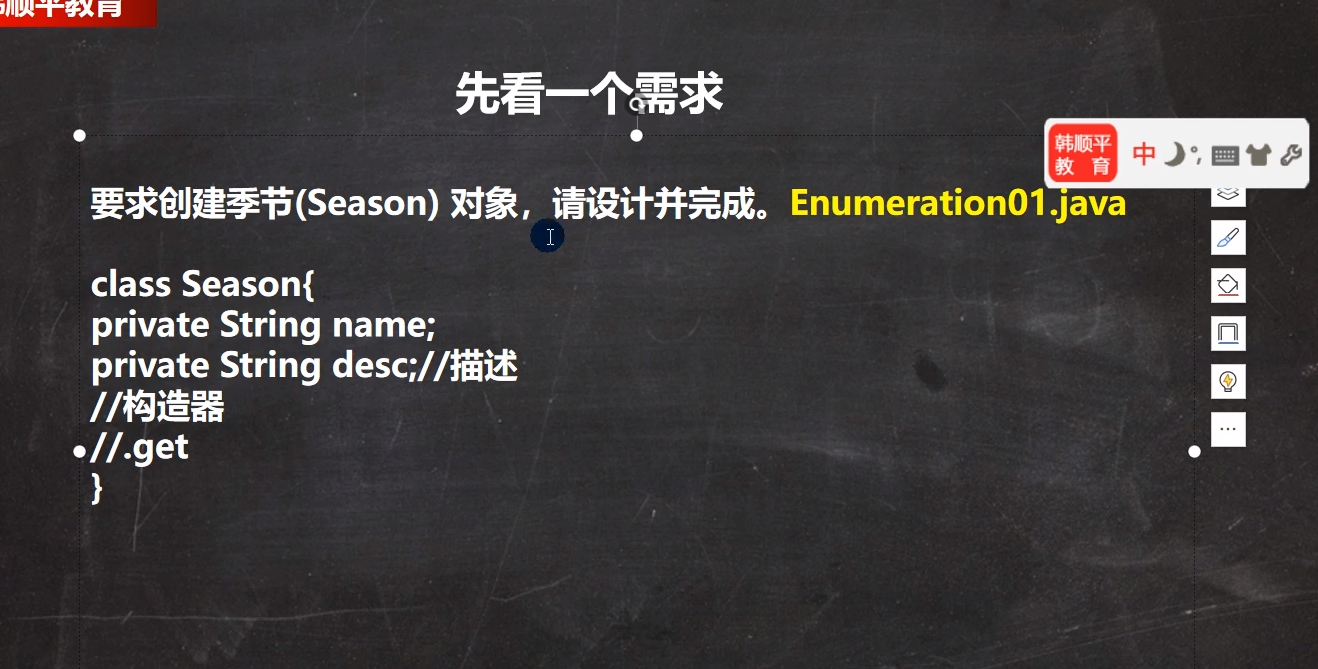 韩顺平教育
先看一个需求
韩顺平
教 育
中
要求创建季节(Season) 对象，请设计并完成。Enumeration01.java
class Season{
private String name;
private String desc;//描述
//构造器
//.get
}